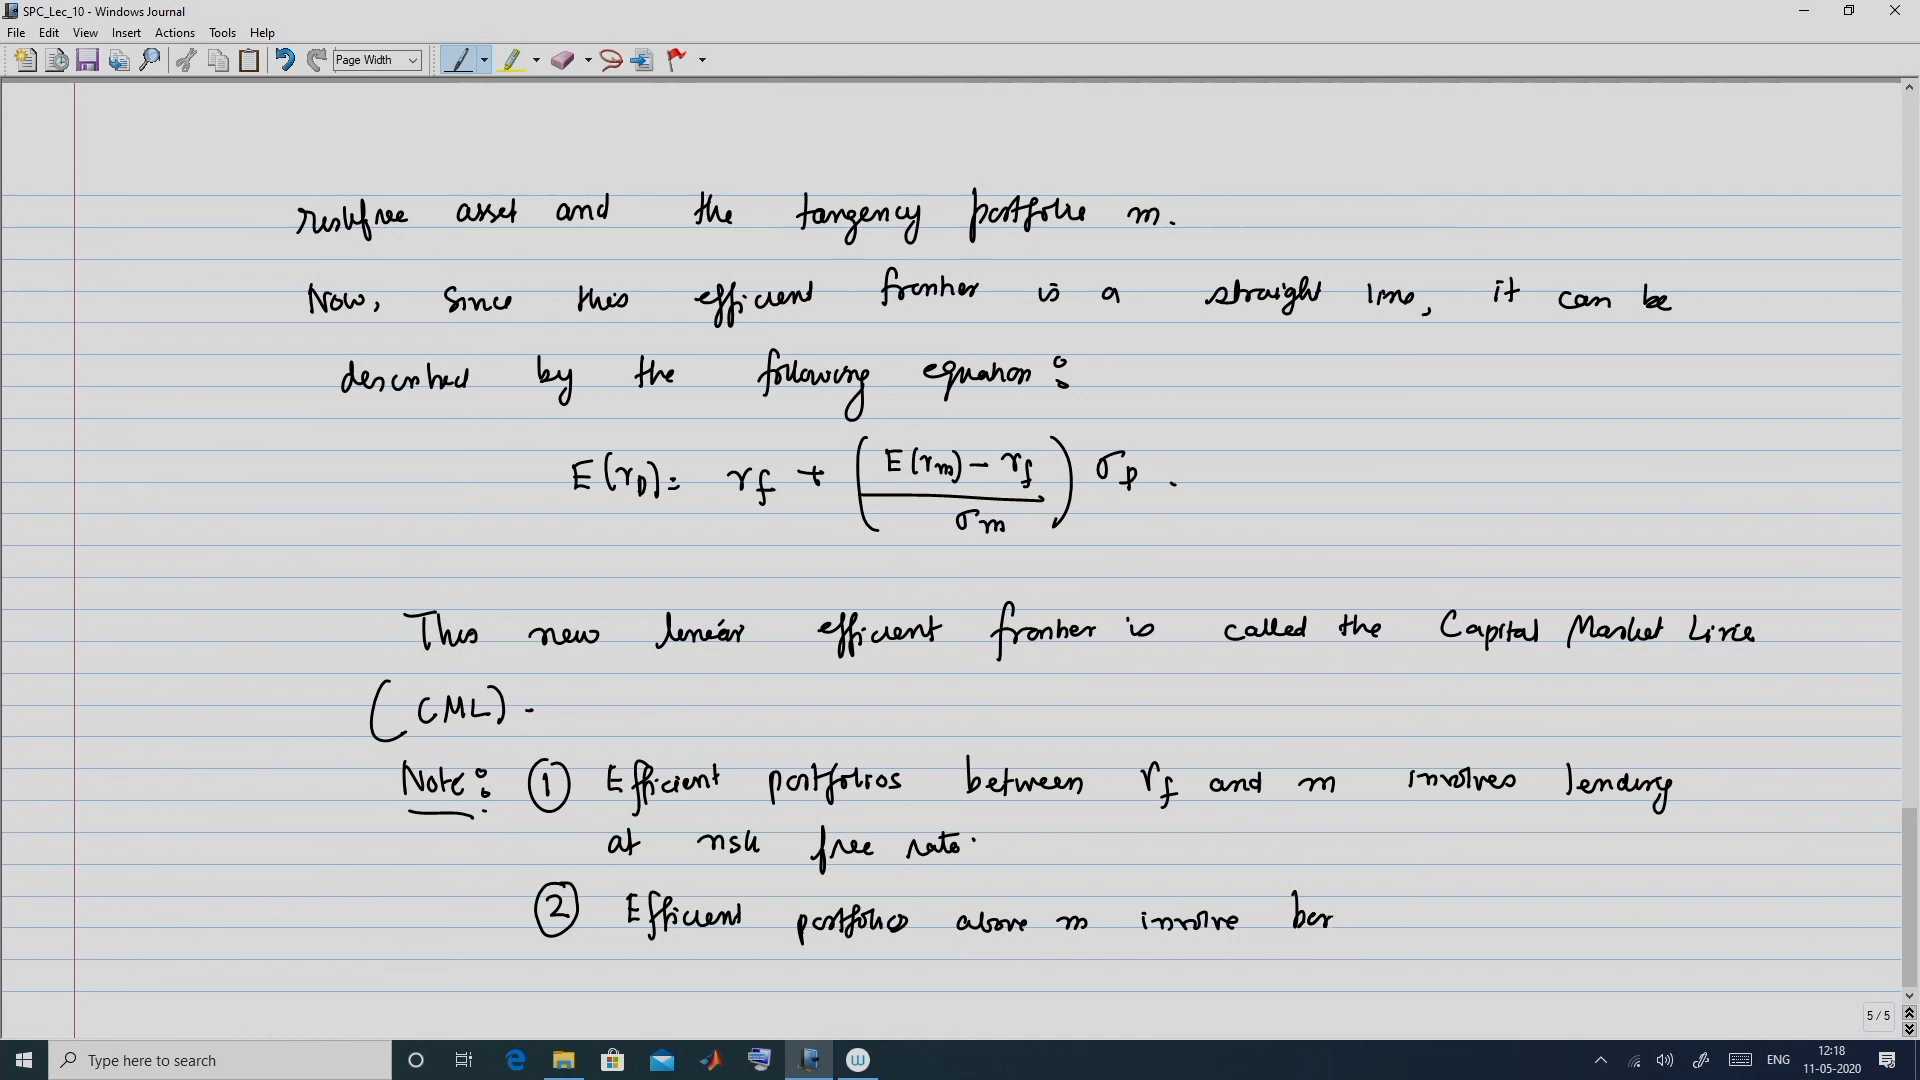 SPC_Lec_10 - Windows Journal
File Edit View Insert Actions Tools Help
Page Width
riskfree asset and the tangency portfolio m.
Now, since this efficient frontier is a straight line, it can be
described by the following equation:
E(rp) = rf + ( (E(rm) - rf) / σm ) σp .
This new linear efficient frontier is called the Capital Market Line
(CML) -
Note: ① Efficient portfolios between rf and m involves lending
at risk free rate.
② Efficient portfolios above m involve bor
5 / 5
Type here to search
ENG
12:18
11-05-2020